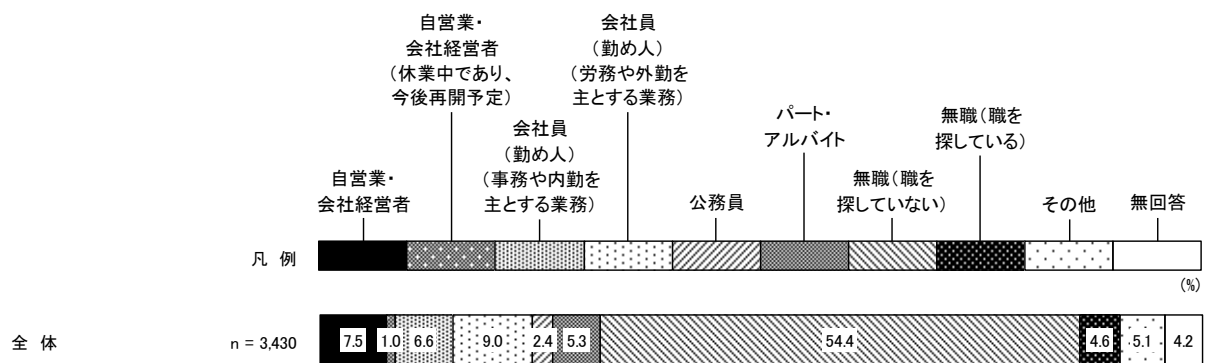 自営業・
会社経営者
(休業中であり、
今後再開予定)
会社員
(勤め人)
(労務や外勤を
主とする業務)
会社員
(勤め人)
(事務や内勤を
主とする業務)
パート・
アルバイト
無職(職を
探している)
自営業・
会社経営者
公務員
無職(職を
探していない)
その他
無回答
凡 例
(%)
全 体
n = 3,430
7.5
1.0
6.6
9.0
2.4
5.3
54.4
4.6
5.1
4.2